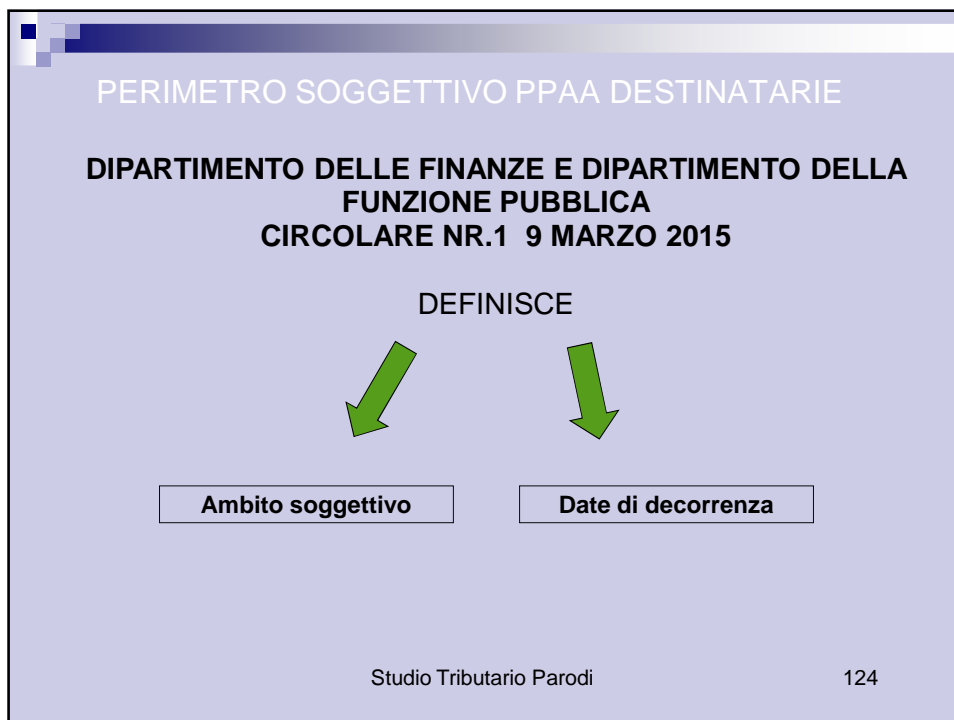 PERIMETRO SOGGETTIVO PPAA DESTINATARIE
DIPARTIMENTO DELLE FINANZE E DIPARTIMENTO DELLA
FUNZIONE PUBBLICA
CIRCOLARE NR.1 9 MARZO 2015
DEFINISCE
Ambito soggettivo
Date di decorrenza
Studio Tributario Parodi
124